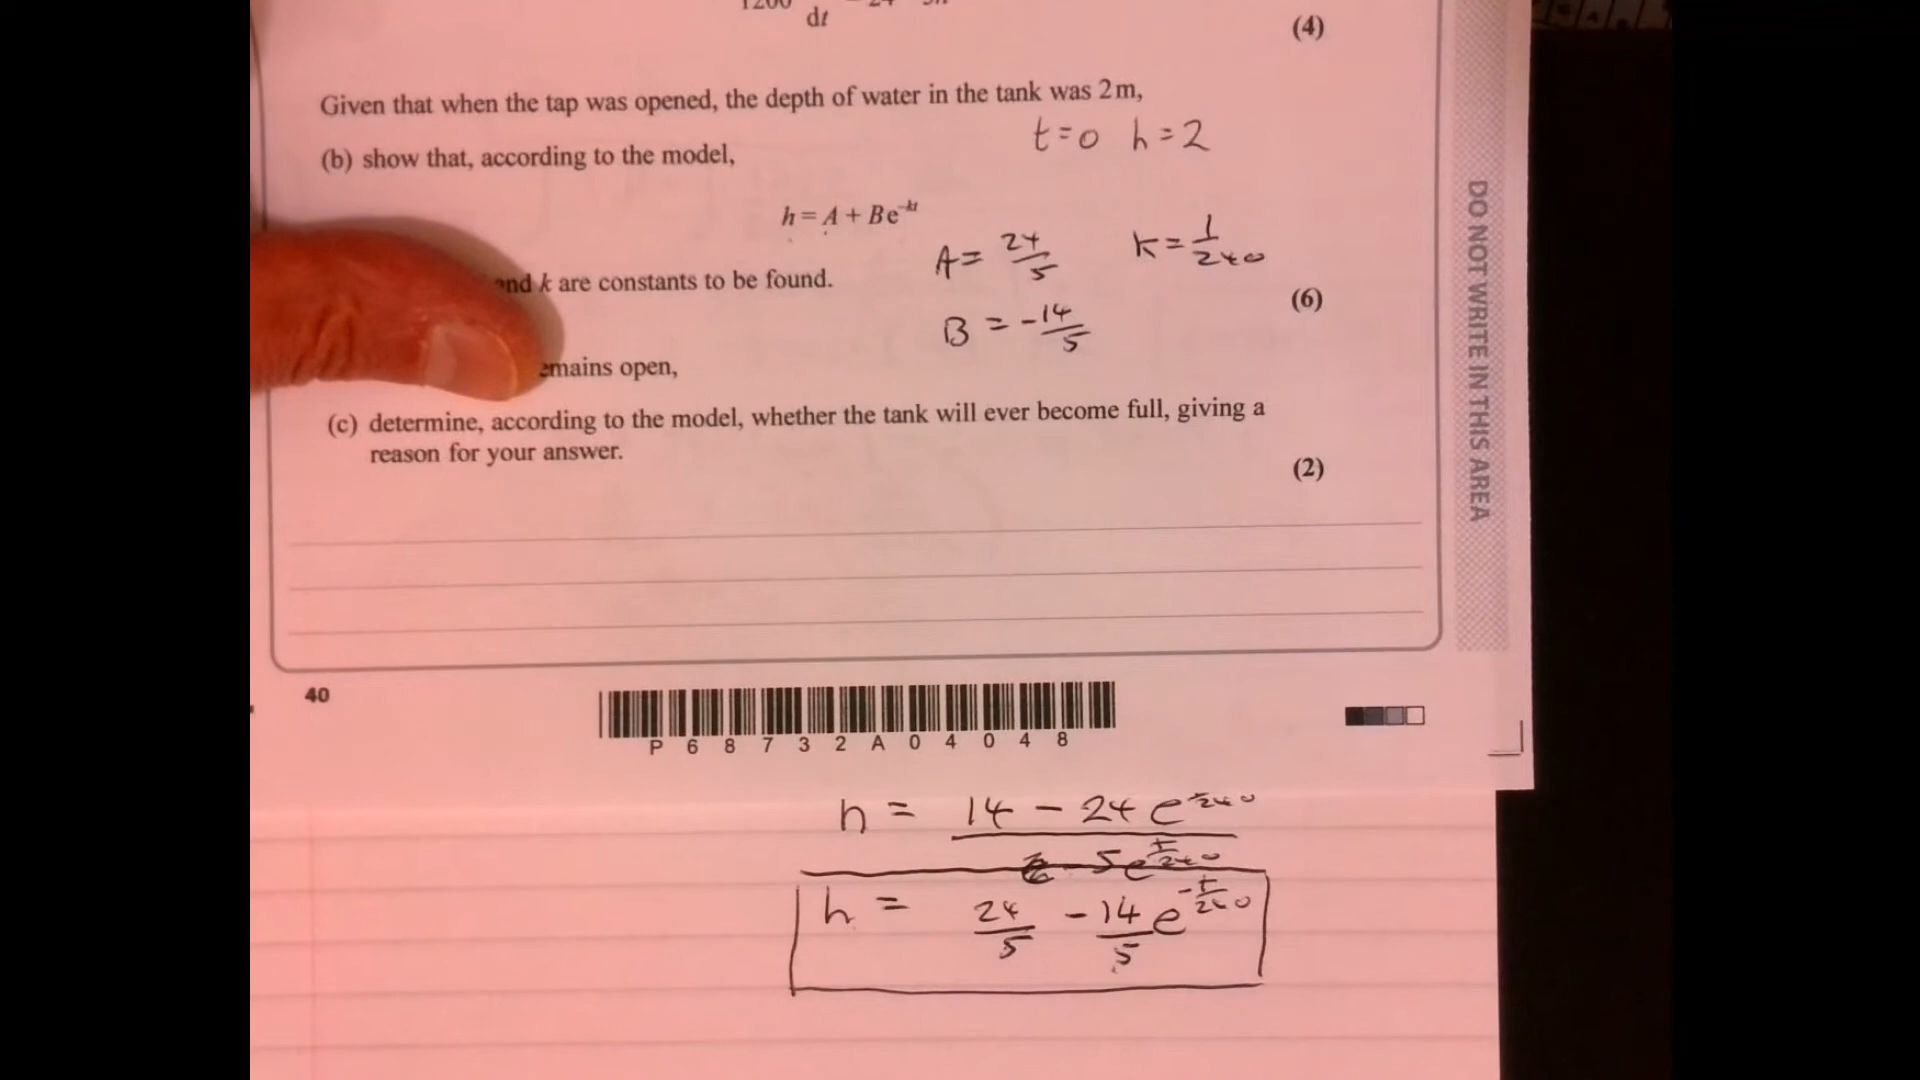 dt
(4)
Given that when the tap was opened, the depth of water in the tank was 2 m,
t = 0 h = 2
(b) show that, according to the model,
h = A + Be^-kt
A = 24/5 k = 1/240
and k are constants to be found.
(6)
B = -14/5
emains open,
(c) determine, according to the model, whether the tank will ever become full, giving a
reason for your answer.
(2)
DO NOT WRITE IN THIS AREA
40
P 6 8 7 3 2 A 0 4 0 4 8
h = 14 - 24 e
- 5e^t/240
h = 24/5 - 14/5 e^-t/240